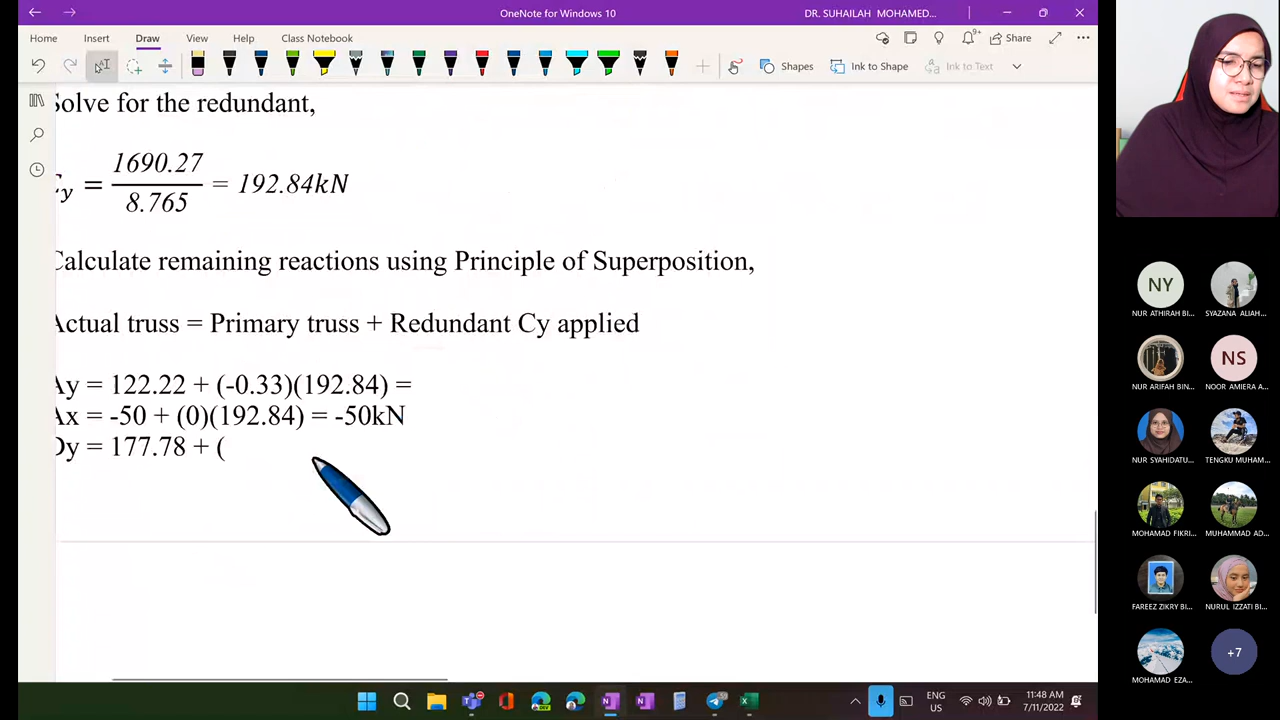 OneNote for Windows 10
DR. SUHAILAH MOHAMED...
Home Insert Draw View Help Class Notebook
Share
Shapes
Ink to Shape
Ink to Text
Solve for the redundant,
Cy = 1690.27 / 8.765 = 192.84kN
Calculate remaining reactions using Principle of Superposition,
Actual truss = Primary truss + Redundant Cy applied
Ay = 122.22 + (-0.33)(192.84) =
Ax = -50 + (0)(192.84) = -50kN
Dy = 177.78 + (
NY
NUR ATHIRAH BI...
SYAZANA ALIAH...
NS
NUR ARIFAH BIN...
NOOR AMIERA A...
NUR SYAHIDATU...
TENGKU MUHAM...
MOHAMAD FIKRI...
MUHAMMAD AD...
FAREEZ ZIKRY BI...
NURUL IZZATI BI...
+7
MOHAMAD EZA...
ENG
US
11:48 AM
7/11/2022